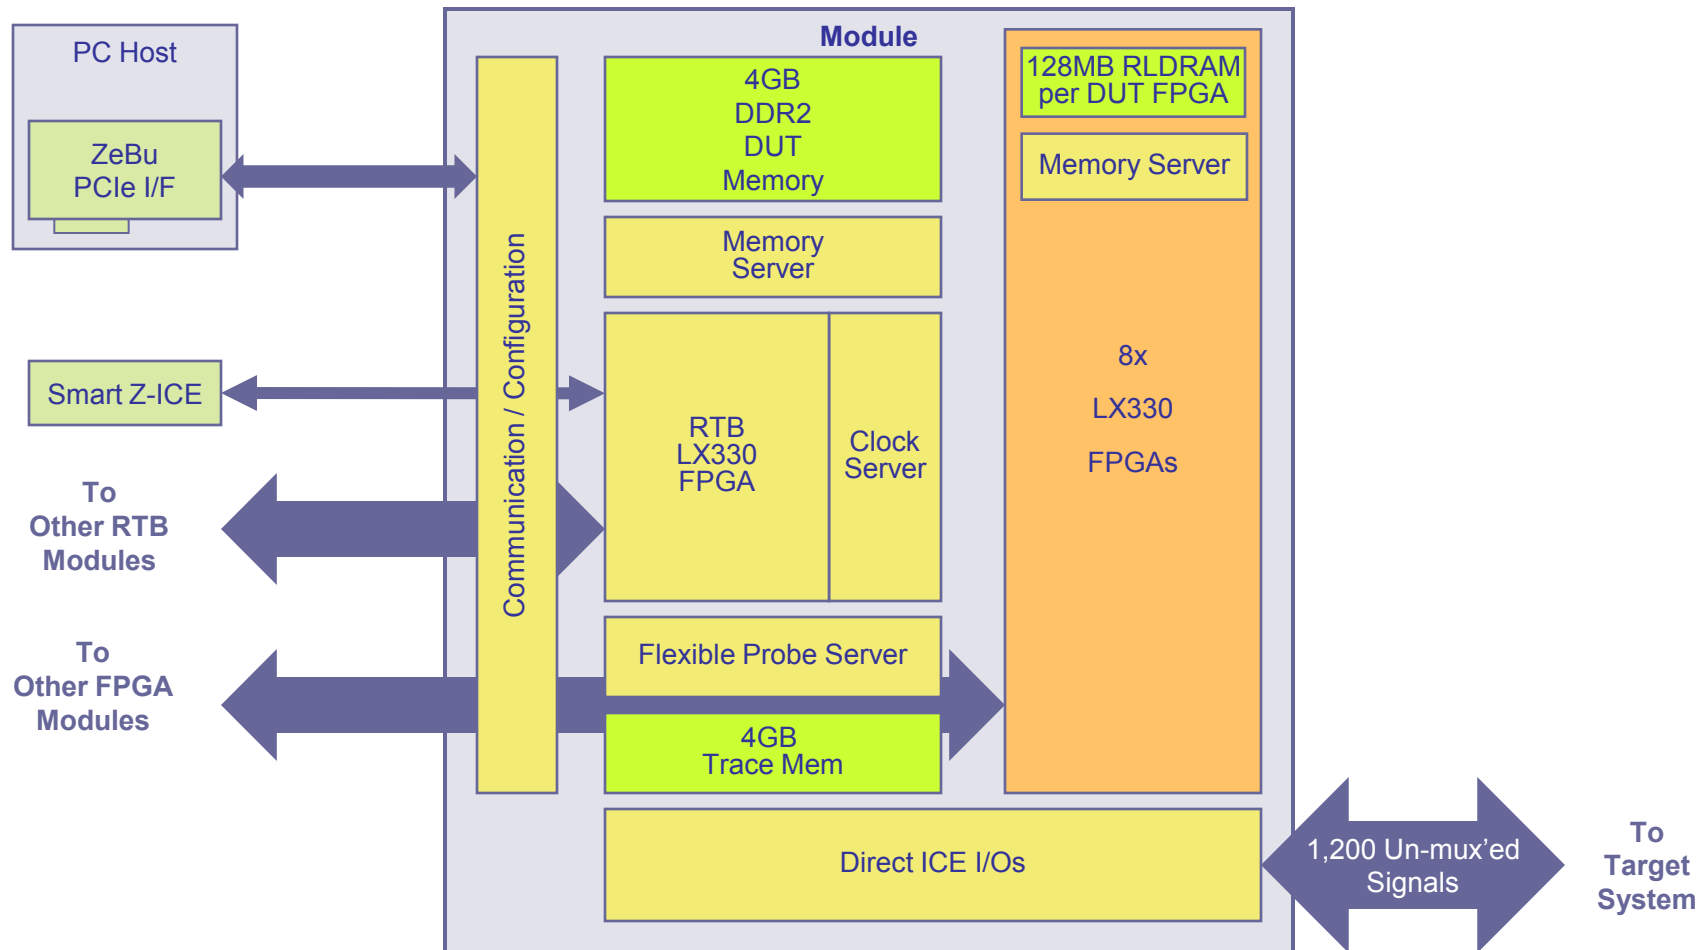 Module
PC Host
ZeBu
PCIe I/F
Smart Z-ICE
To
Other RTB
Modules
To
Other FPGA
Modules
Communication / Configuration
4GB
DDR2
DUT
Memory
Memory
Server
RTB
LX330
FPGA
Clock
Server
Flexible Probe Server
4GB
Trace Mem
Direct ICE I/Os
128MB RLDRAM
per DUT FPGA
Memory Server
8x
LX330
FPGAs
1,200 Un-mux’ed
Signals
To
Target
System